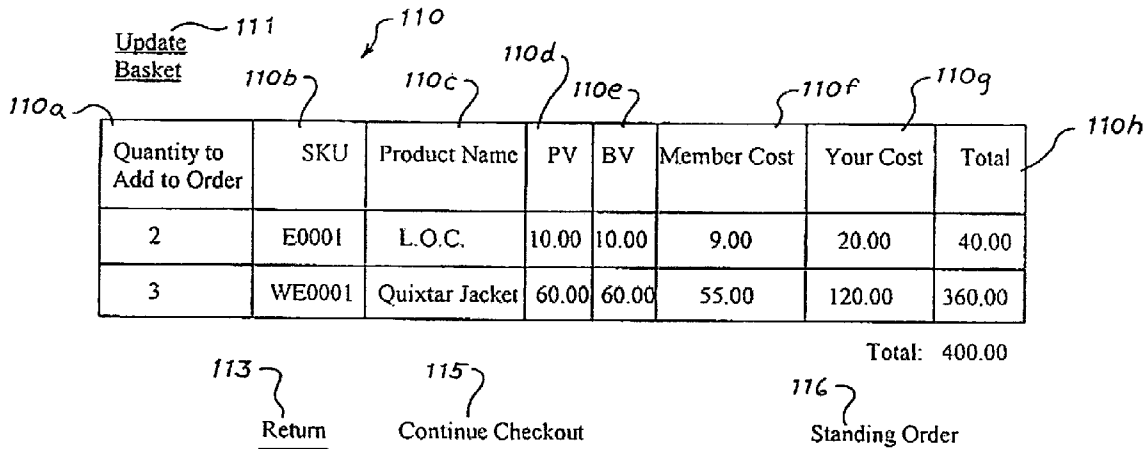 111
110
Update
Basket
110b
110c
110d
110e
110f
110g
110a
110h
Quantity to Add to Order SKU Product Name PV BV Member Cost Your Cost Total
2 E0001 L.O.C. 10.00 10.00 9.00 20.00 40.00
3 WE0001 Quixtar Jacket 60.00 60.00 55.00 120.00 360.00
Total: 400.00
113
115
116
Return Continue Checkout Standing Order